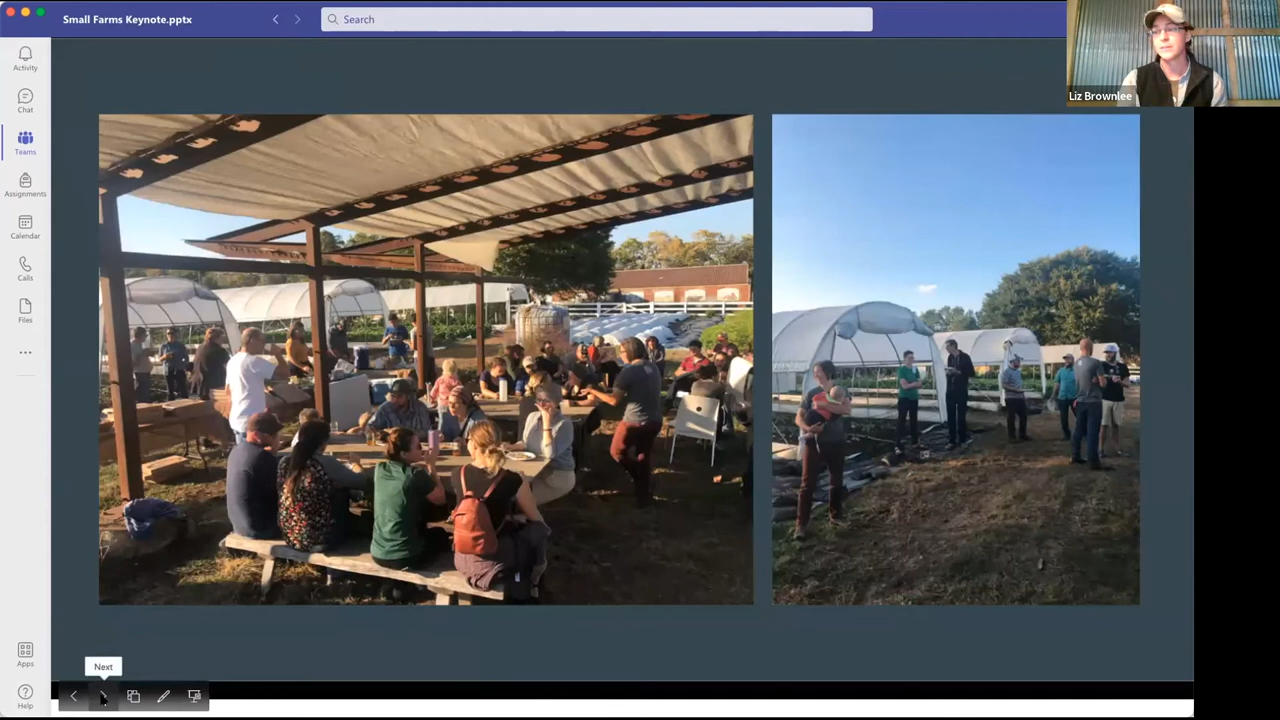 Small Farms Keynote.pptx
Search
Liz Brownlee
Activity
Chat
Teams
Assignments
Calendar
Calls
Files
Apps
Help
Next